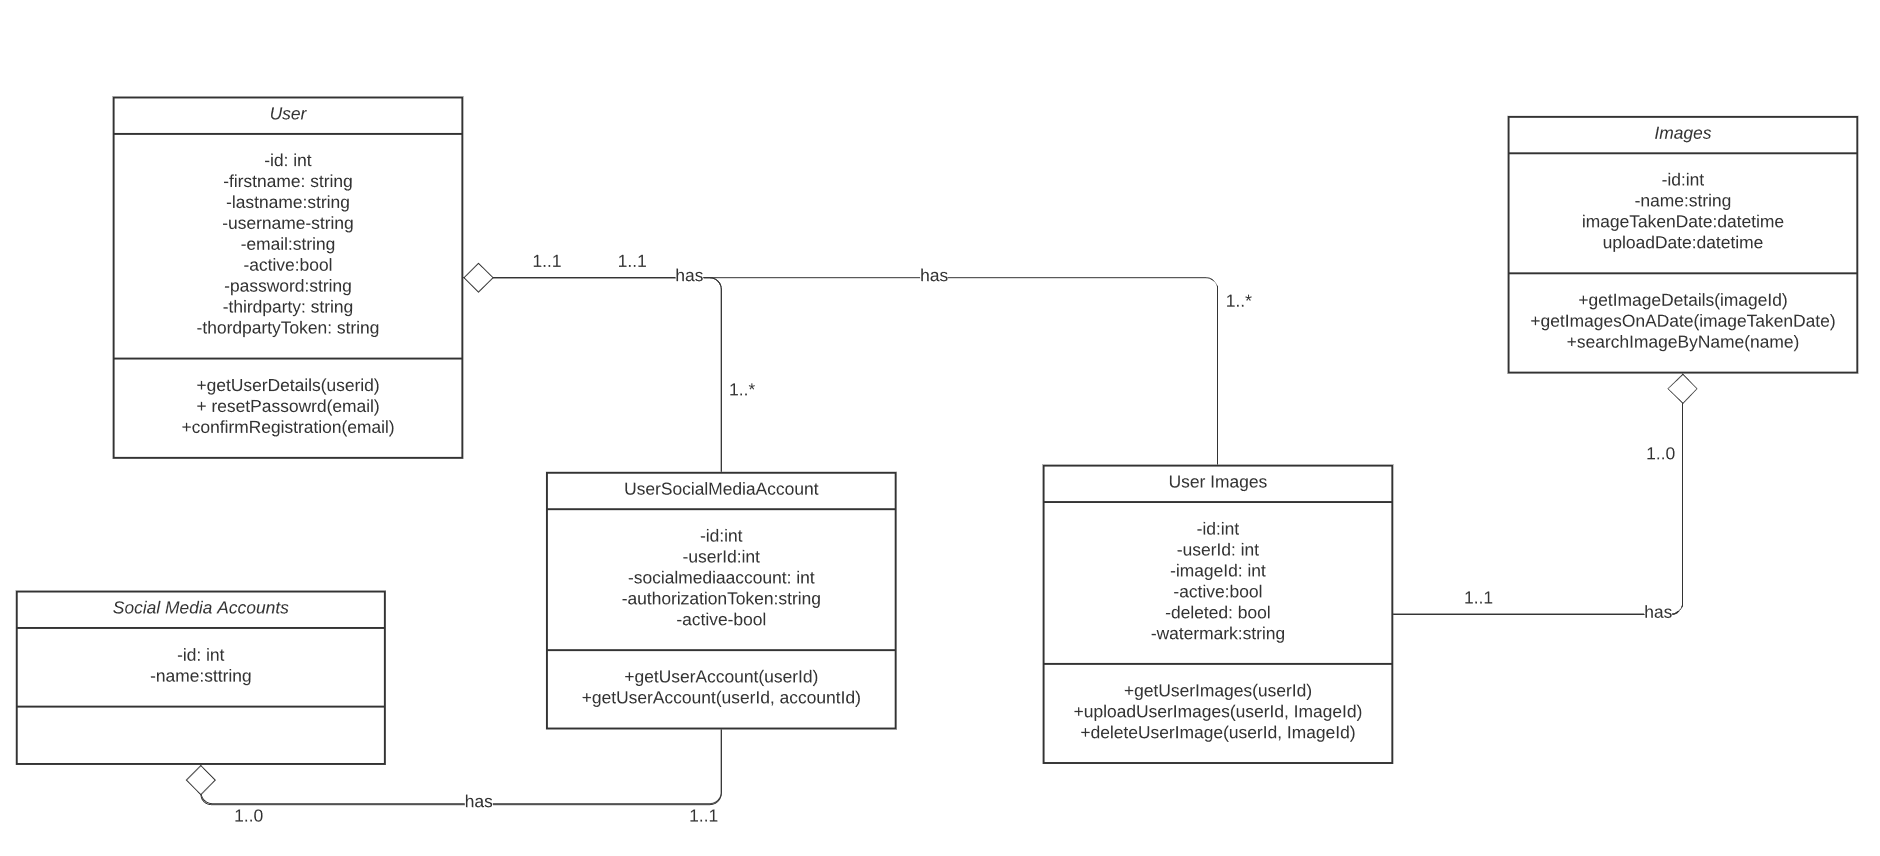 User
-id: int
-firstname: string
-lastname:string
-username-string
-email:string
-active:bool
-password:string
-thirdparty: string
-thordpartyToken: string
+getUserDetails(userid)
+ resetPassowrd(email)
+confirmRegistration(email)
1..1
1..1
has
has
1..*
1..*
Images
-id:int
-name:string
imageTakenDate:datetime
uploadDate:datetime
+getImageDetails(imageId)
+getImagesOnADate(imageTakenDate)
+searchImageByName(name)
1..0
1..1
has
UserSocialMediaAccount
-id:int
-userId:int
-socialmediaaccount: int
-authorizationToken:string
-active-bool
+getUserAccount(userId)
+getUserAccount(userId, accountId)
User Images
-id:int
-userId: int
-imageId: int
-active:bool
-deleted: bool
-watermark:string
+getUserImages(userId)
+uploadUserImages(userId, ImageId)
+deleteUserImage(userId, ImageId)
Social Media Accounts
-id: int
-name:sttring
1..0
has
1..1